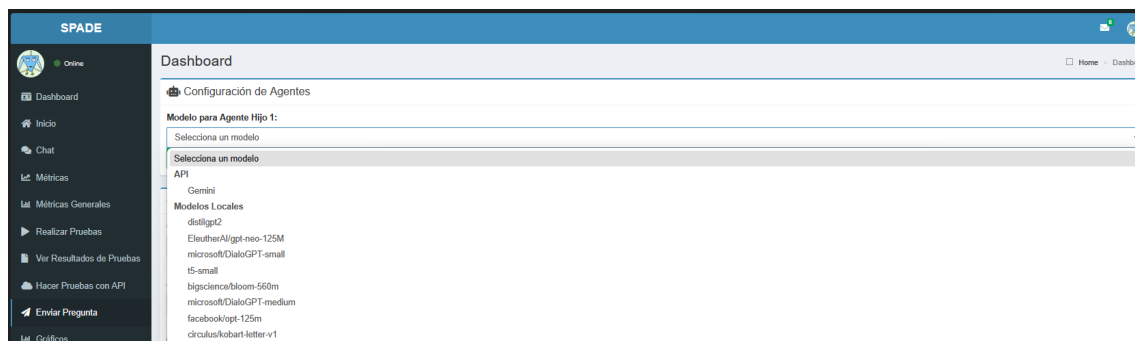 SPADE
0
Online
Dashboard
Home
Dashboard
Inicio
Chat
Métricas
Métricas Generales
Realizar Pruebas
Ver Resultados de Pruebas
Hacer Pruebas con API
Enviar Pregunta
Gráficos
Configuración de Agentes
Modelo para Agente Hijo 1:
Selecciona un modelo
Selecciona un modelo
API
Gemini
Modelos Locales
distilgpt2
EleutherAI/gpt-neo-125M
microsoft/DialoGPT-small
t5-small
bigscience/bloom-560m
microsoft/DialoGPT-medium
facebook/opt-125m
circulus/kobart-letter-v1